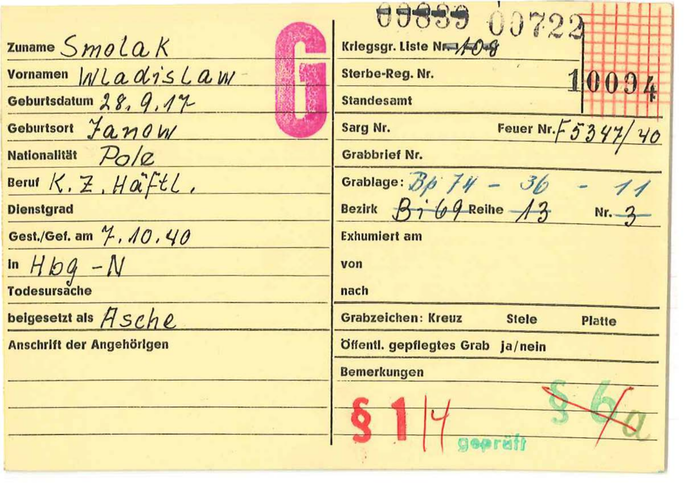 00839 00722
Zuname Smolak
G
Kriegsgr. Liste Nr. 108
Vornamen Wladislaw
Sterbe-Reg. Nr.
10094
Geburtsdatum 28.9.17
Standesamt
Geburtsort Janow
Sarg Nr. Feuer Nr. F5347/40
Nationalität Pole
Grabbrief Nr.
Beruf K.Z. Häftl.
Grablage: Bp 74 - 36 - 11
Dienstgrad
Bezirk Bi 69 Reihe 13 Nr. 3
Gest./Gef. am 7.10.40
Exhumiert am
in Hbg-N
von
Todesursache
nach
beigesetzt als Asche
Grabzeichen: Kreuz Stele Platte
Anschrift der Angehörigen
Öffentl. gepflegtes Grab ja/nein
Bemerkungen
§ 1/4
§ 6/a
geprüft